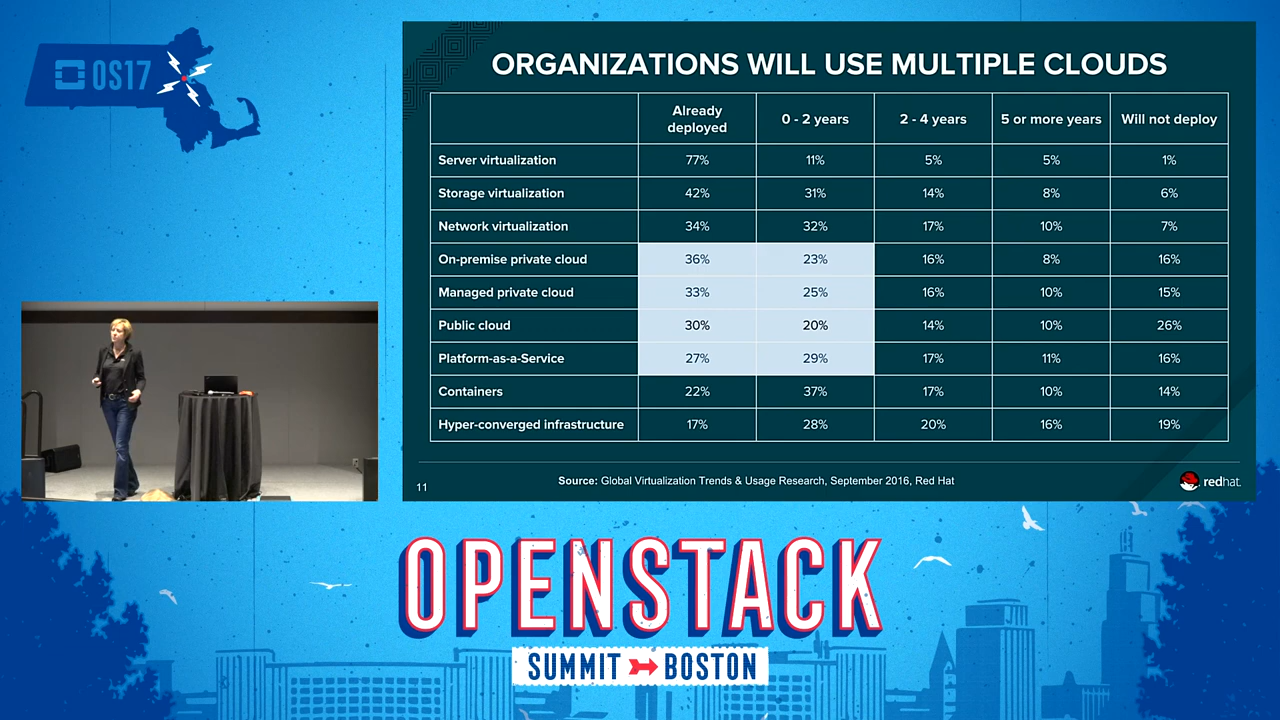 OS17
ORGANIZATIONS WILL USE MULTIPLE CLOUDS
Already deployed 0 - 2 years 2 - 4 years 5 or more years Will not deploy
Server virtualization 77% 11% 5% 5% 1%
Storage virtualization 42% 31% 14% 8% 6%
Network virtualization 34% 32% 17% 10% 7%
On-premise private cloud 36% 23% 16% 8% 16%
Managed private cloud 33% 25% 16% 10% 15%
Public cloud 30% 20% 14% 10% 26%
Platform-as-a-Service 27% 29% 17% 11% 16%
Containers 22% 37% 17% 10% 14%
Hyper-converged infrastructure 17% 28% 20% 16% 19%
11
Source: Global Virtualization Trends & Usage Research, September 2016, Red Hat
redhat.
OPENSTACK
SUMMIT BOSTON